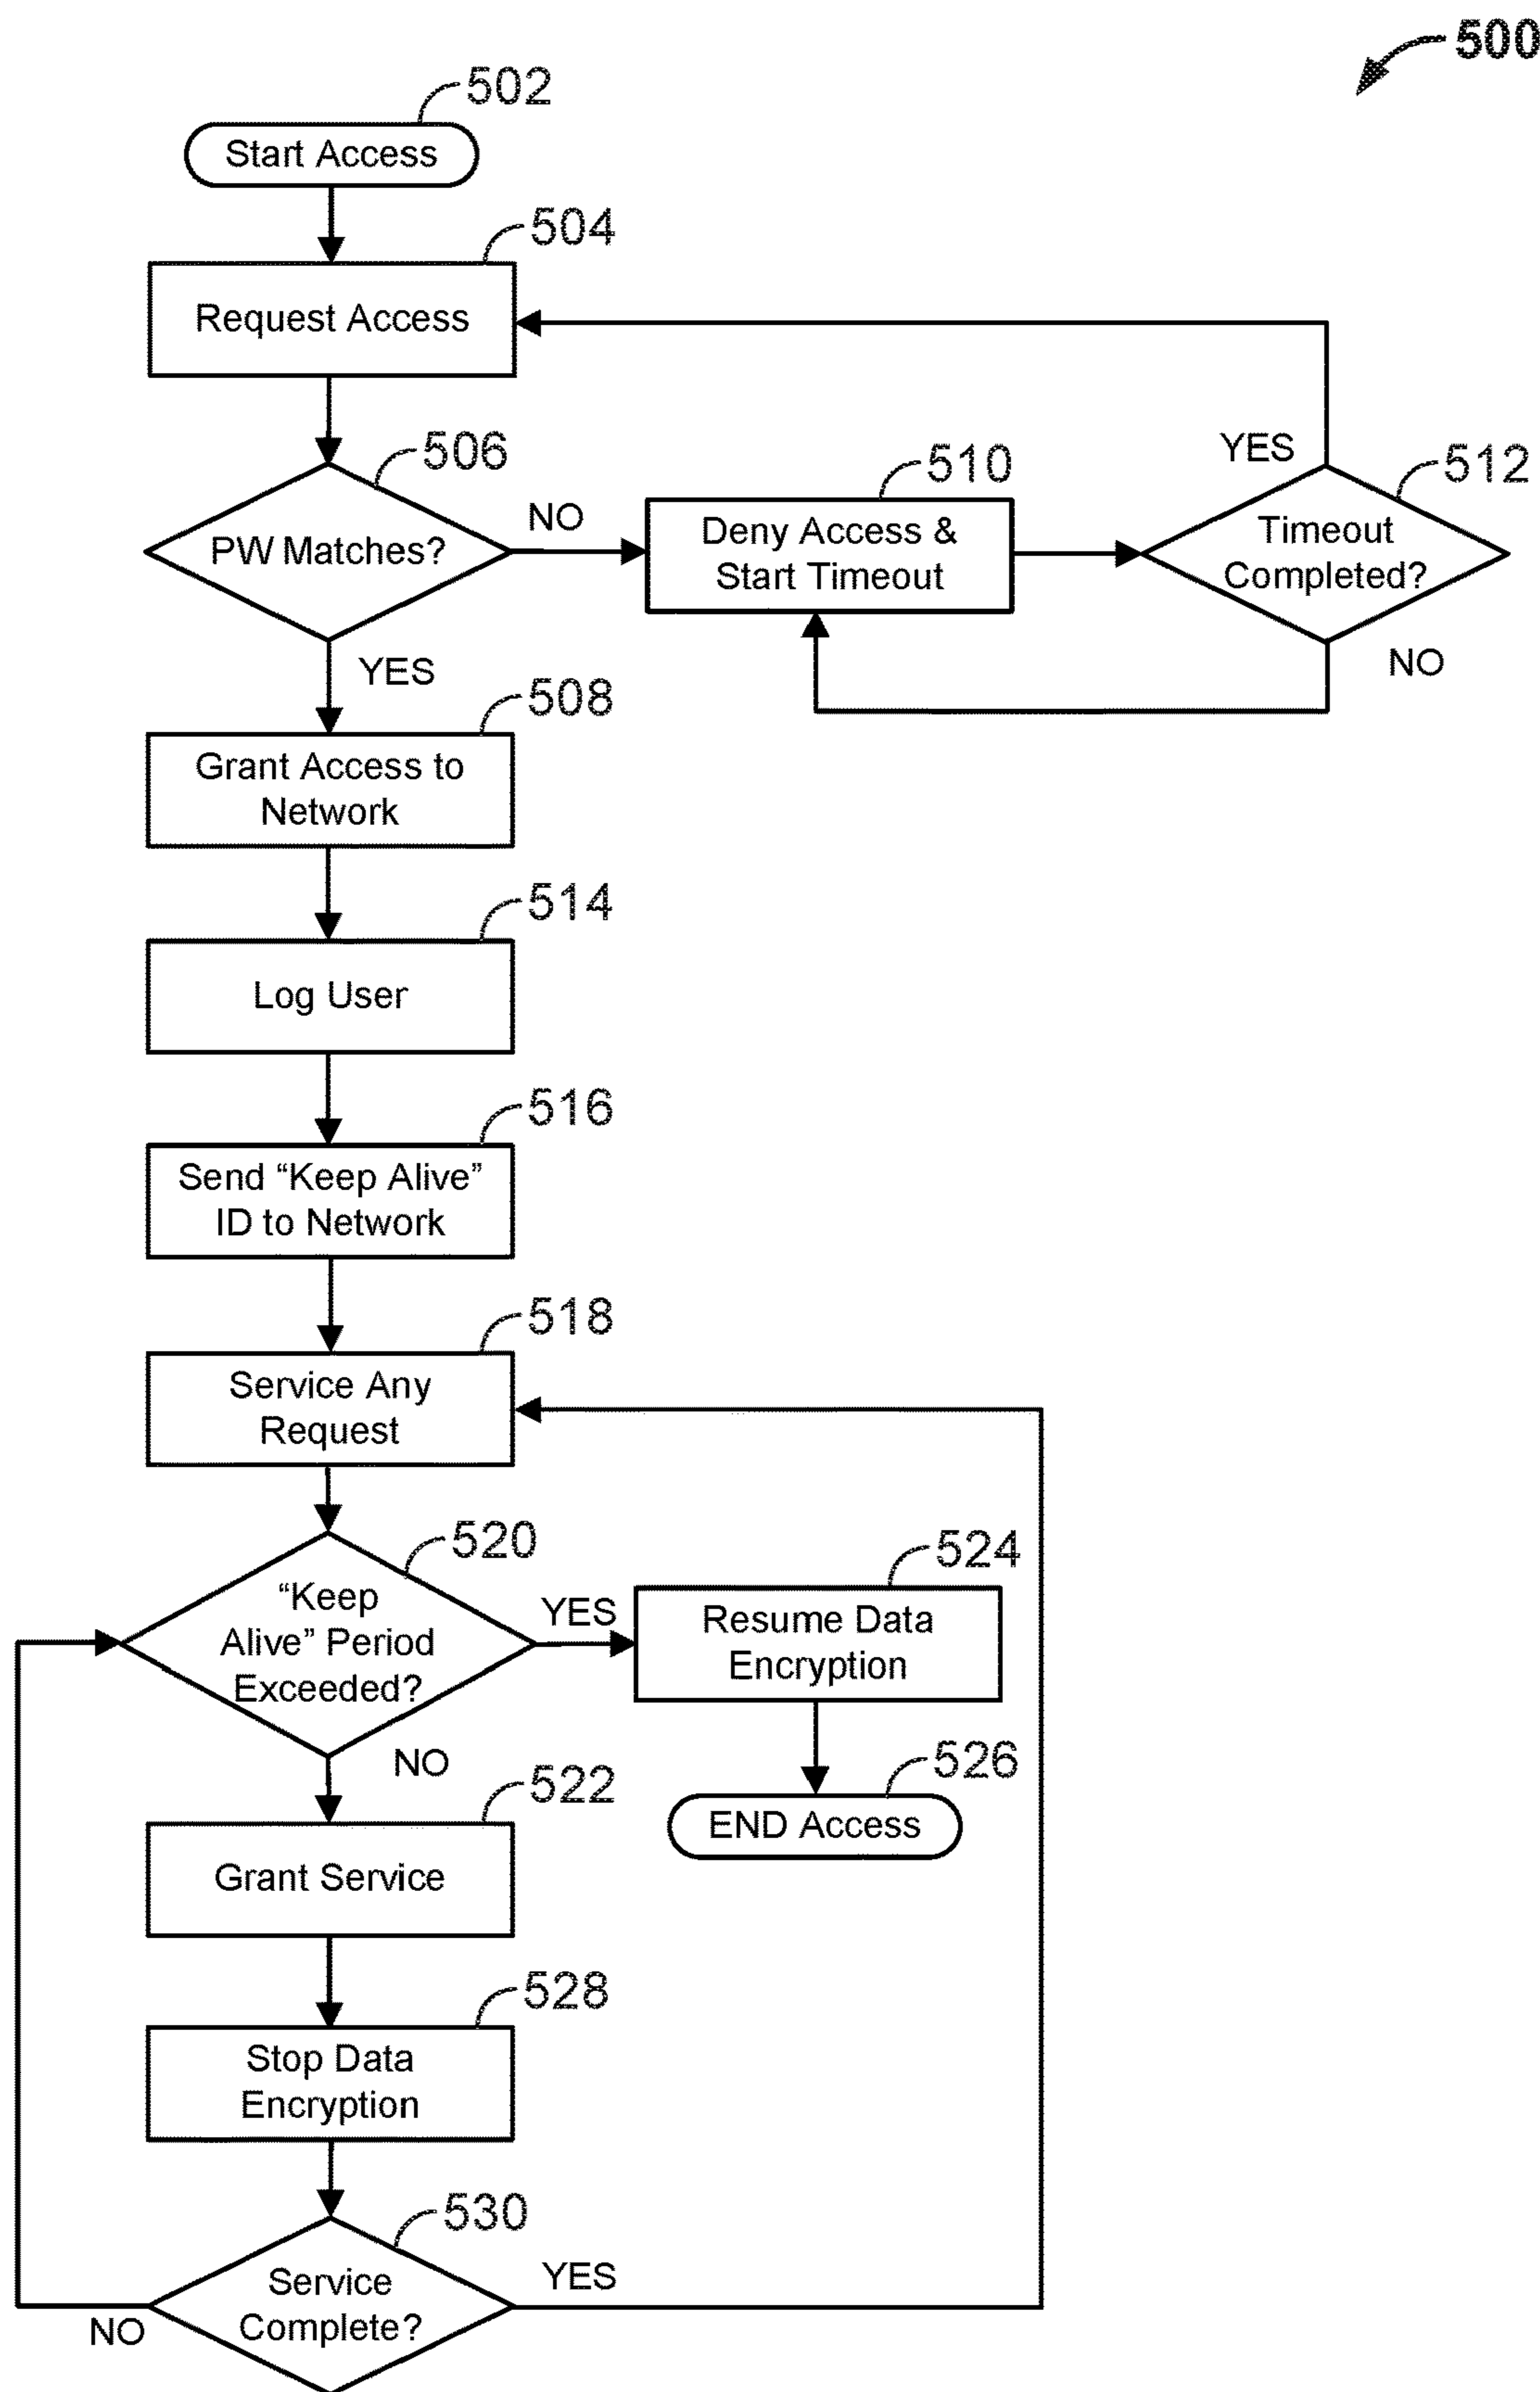 500
502
Start Access
504
Request Access
506
PW Matches?
NO
YES
510
Deny Access &
Start Timeout
512
YES
Timeout
Completed?
NO
508
Grant Access to
Network
514
Log User
516
Send “Keep Alive”
ID to Network
518
Service Any
Request
520
“Keep
Alive” Period
Exceeded?
YES
NO
524
Resume Data
Encryption
526
END Access
522
Grant Service
528
Stop Data
Encryption
530
Service
Complete?
YES
NO